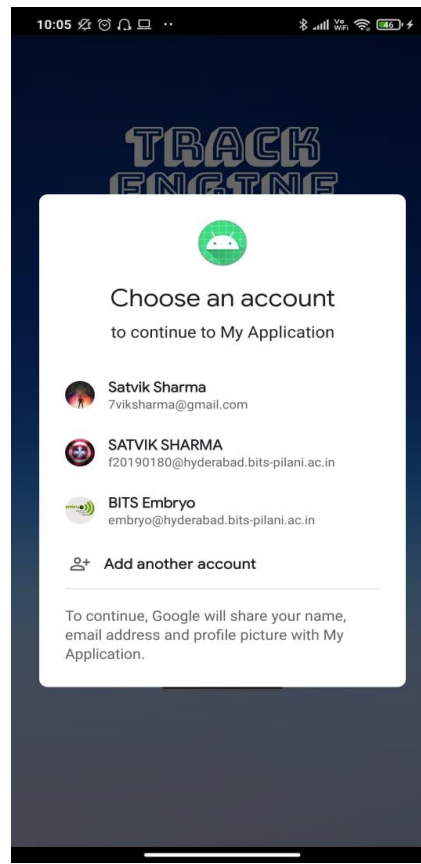 10:05
Vo
WiFi
46
TRACK
ENGINE
Choose an account
to continue to My Application
Satvik Sharma
7viksharma@gmail.com
SATVIK SHARMA
f20190180@hyderabad.bits-pilani.ac.in
BITS Embryo
embryo@hyderabad.bits-pilani.ac.in
Add another account
To continue, Google will share your name,
email address and profile picture with My
Application.